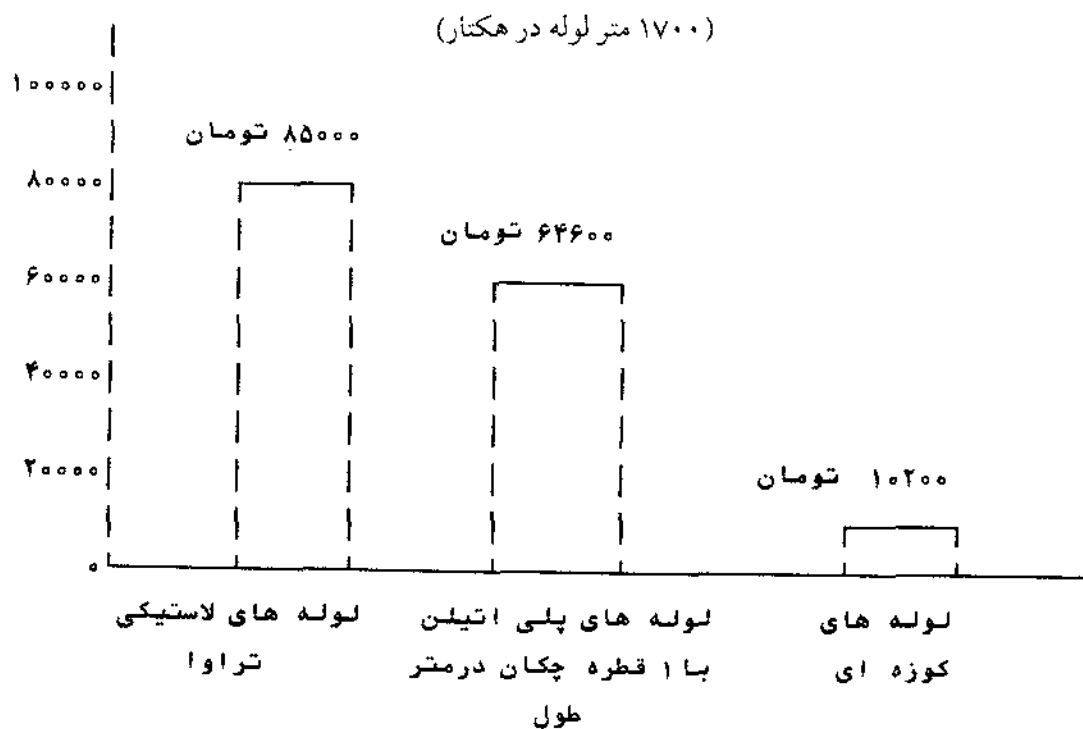 (۱۷۰۰ متر لوله در هکتار)
۱۰۰۰۰۰
۸۵۰۰۰ تومان
۸۰۰۰۰
۶۴۶۰۰ تومان
۶۰۰۰۰
۴۰۰۰۰
۲۰۰۰۰
۱۰۲۰۰ تومان
۰
لوله های
کوزه ای
لوله های پلی اتیلن
با ۱ قطره چکان درمتر
طول
لوله های لاستیکی
تراوا